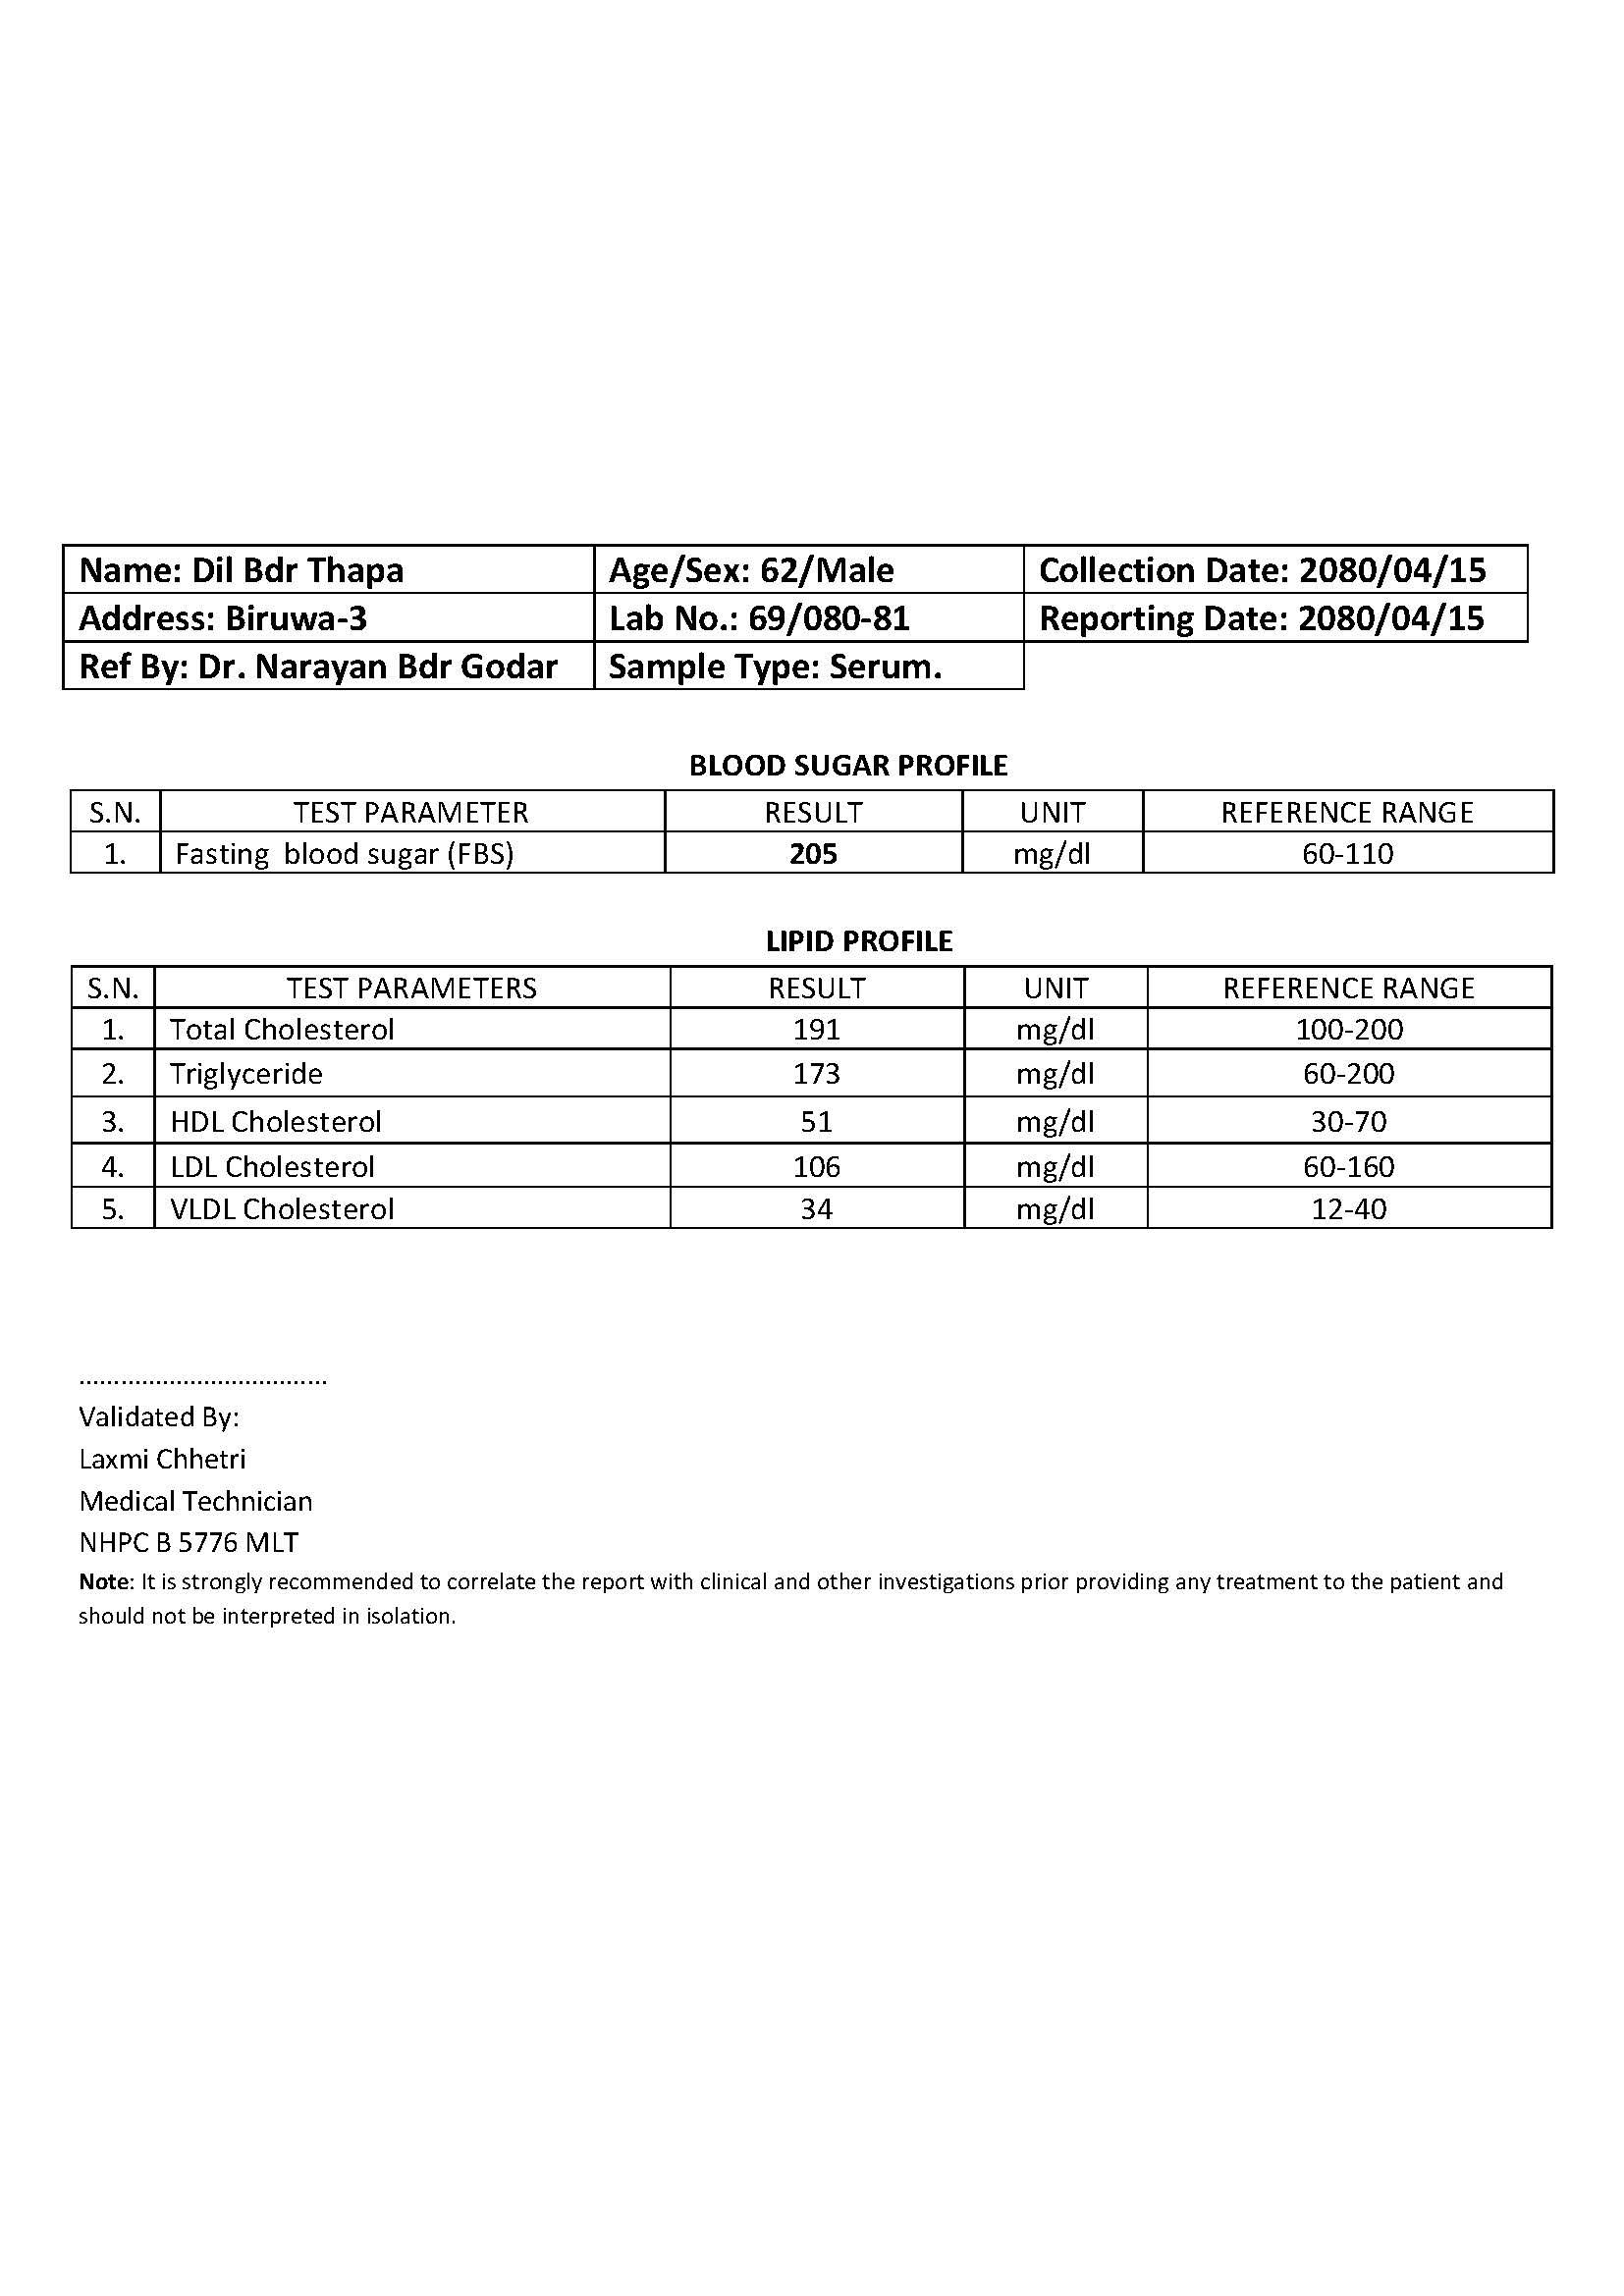 Name: Dil Bdr Thapa Age/Sex: 62/Male Collection Date: 2080/04/15
Address: Biruwa-3 Lab No.: 69/080-81 Reporting Date: 2080/04/15
Ref By: Dr. Narayan Bdr Godar Sample Type: Serum.
BLOOD SUGAR PROFILE
S.N. TEST PARAMETER RESULT UNIT REFERENCE RANGE
1. Fasting blood sugar (FBS) 205 mg/dl 60-110
LIPID PROFILE
S.N. TEST PARAMETERS RESULT UNIT REFERENCE RANGE
1. Total Cholesterol 191 mg/dl 100-200
2. Triglyceride 173 mg/dl 60-200
3. HDL Cholesterol 51 mg/dl 30-70
4. LDL Cholesterol 106 mg/dl 60-160
5. VLDL Cholesterol 34 mg/dl 12-40
....................................
Validated By:
Laxmi Chhetri
Medical Technician
NHPC B 5776 MLT
Note: It is strongly recommended to correlate the report with clinical and other investigations prior providing any treatment to the patient and
should not be interpreted in isolation.